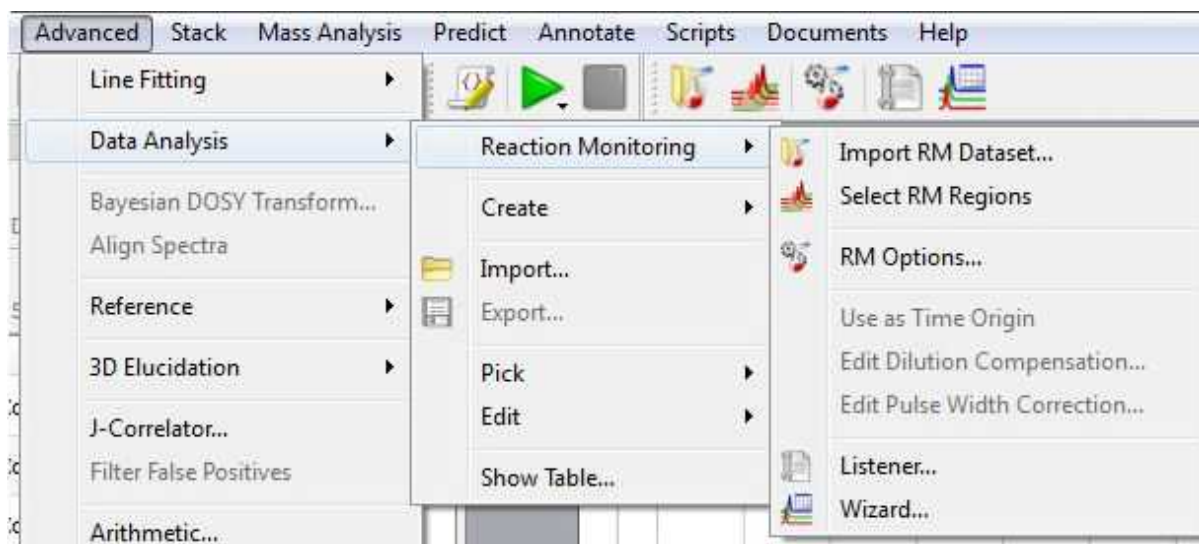 Advanced Stack Mass Analysis Predict Annotate Scripts Documents Help
Line Fitting
Data Analysis
Bayesian DOSY Transform...
Align Spectra
Reference
3D Elucidation
J-Correlator...
Filter False Positives
Arithmetic...
Reaction Monitoring
Create
Import...
Export...
Pick
Edit
Show Table...
Import RM Dataset...
Select RM Regions
RM Options...
Use as Time Origin
Edit Dilution Compensation...
Edit Pulse Width Correction...
Listener...
Wizard...